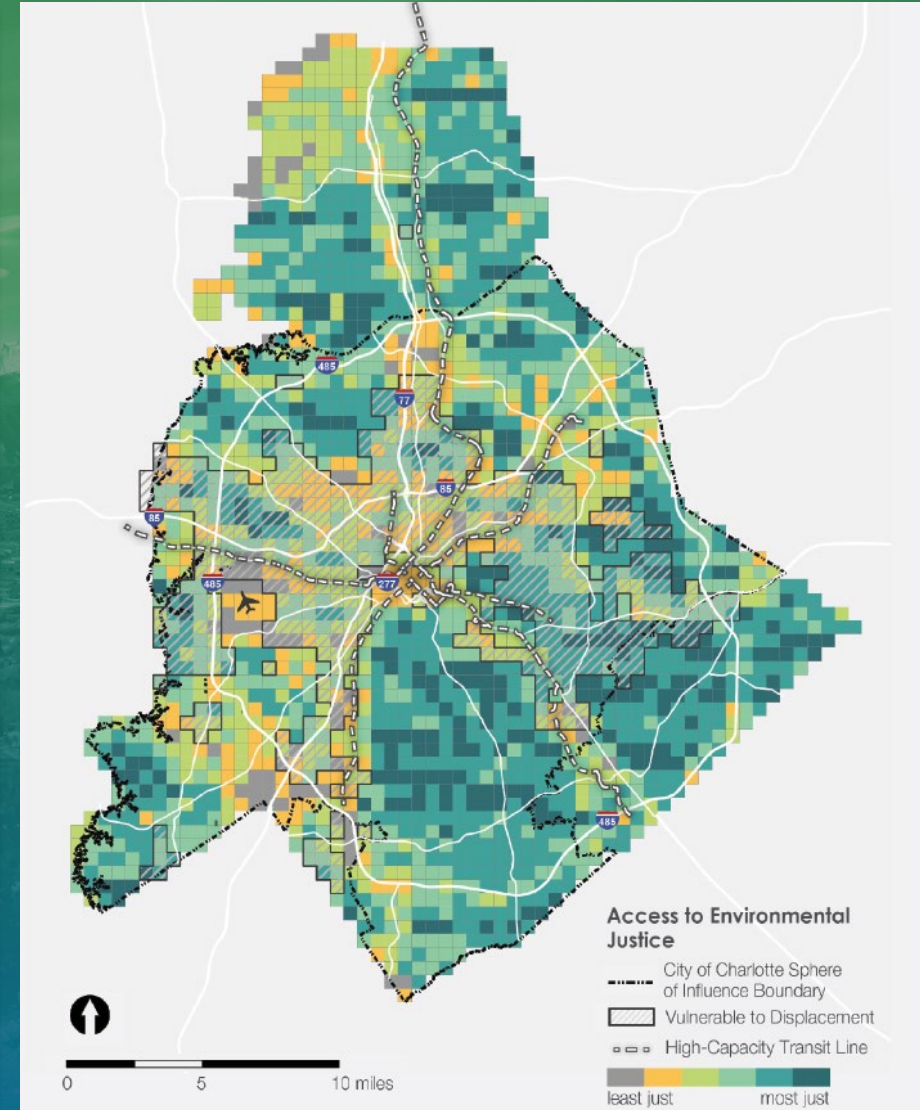 485
77
85
85
485
277
485
Access to Environmental
Justice
City of Charlotte Sphere
of Influence Boundary
Vulnerable to Displacement
High-Capacity Transit Line
least just
most just
0
5
10 miles